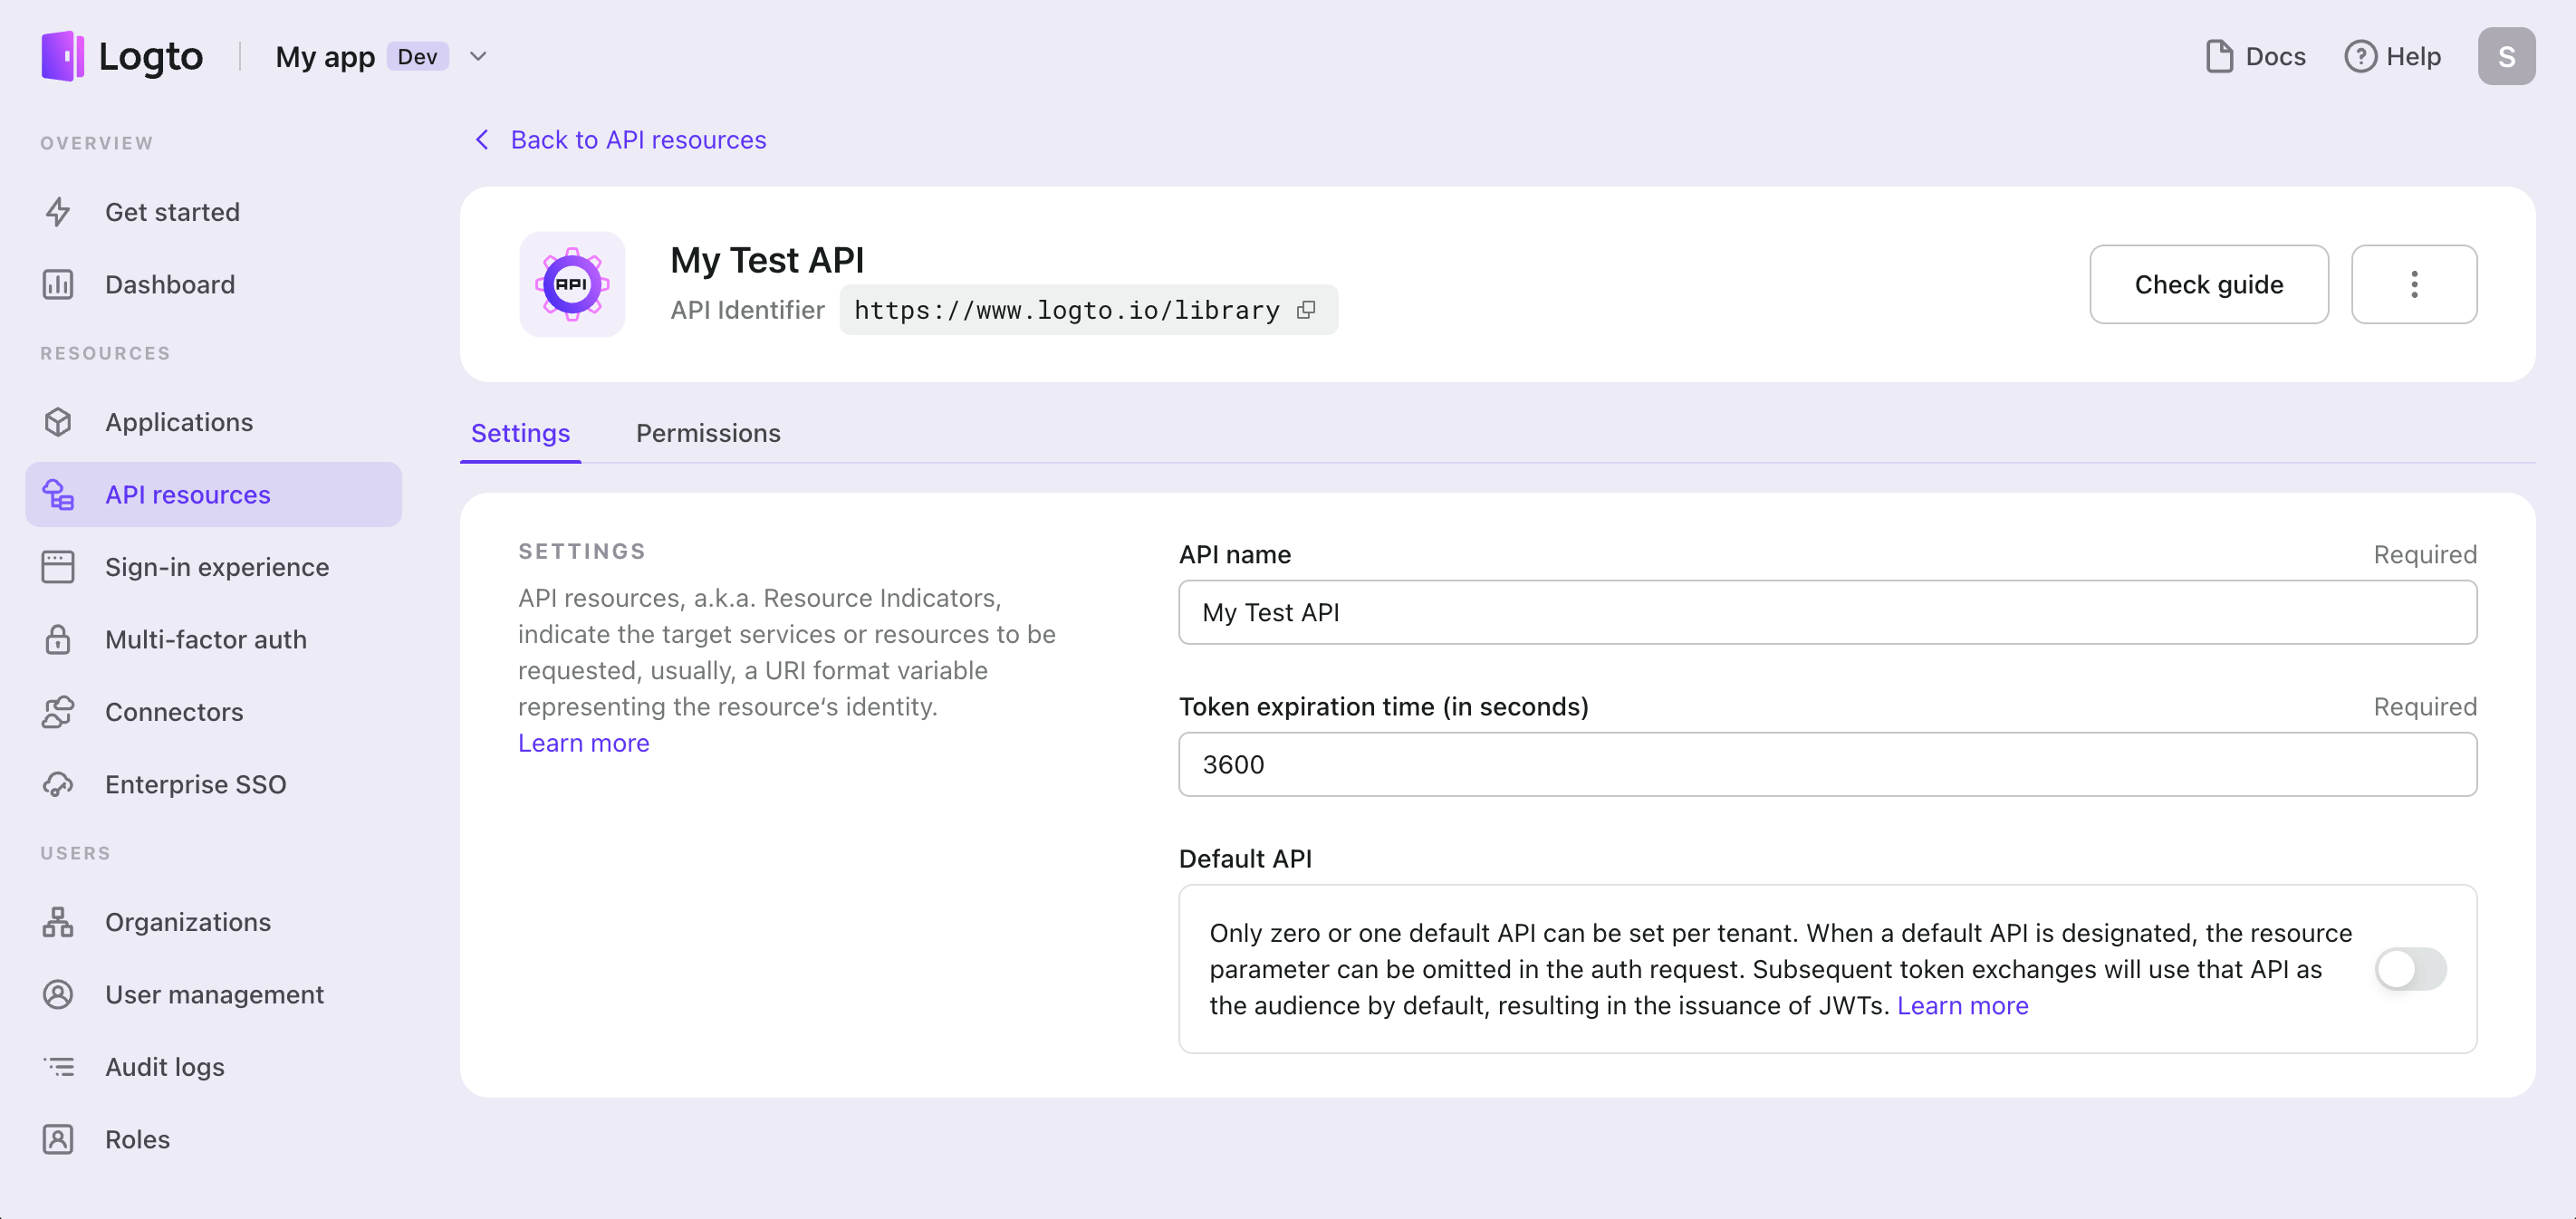 Logto
My app Dev
Docs
Help
S
OVERVIEW
Get started
Dashboard
RESOURCES
Applications
API resources
Sign-in experience
Multi-factor auth
Connectors
Enterprise SSO
USERS
Organizations
User management
Audit logs
Roles
Back to API resources
API
My Test API
API Identifier https://www.logto.io/library
Check guide
Settings
Permissions
SETTINGS
API resources, a.k.a. Resource Indicators,
indicate the target services or resources to be
requested, usually, a URI format variable
representing the resource‘s identity.
Learn more
API name
Required
My Test API
Token expiration time (in seconds)
Required
3600
Default API
Only zero or one default API can be set per tenant. When a default API is designated, the resource
parameter can be omitted in the auth request. Subsequent token exchanges will use that API as
the audience by default, resulting in the issuance of JWTs. Learn more